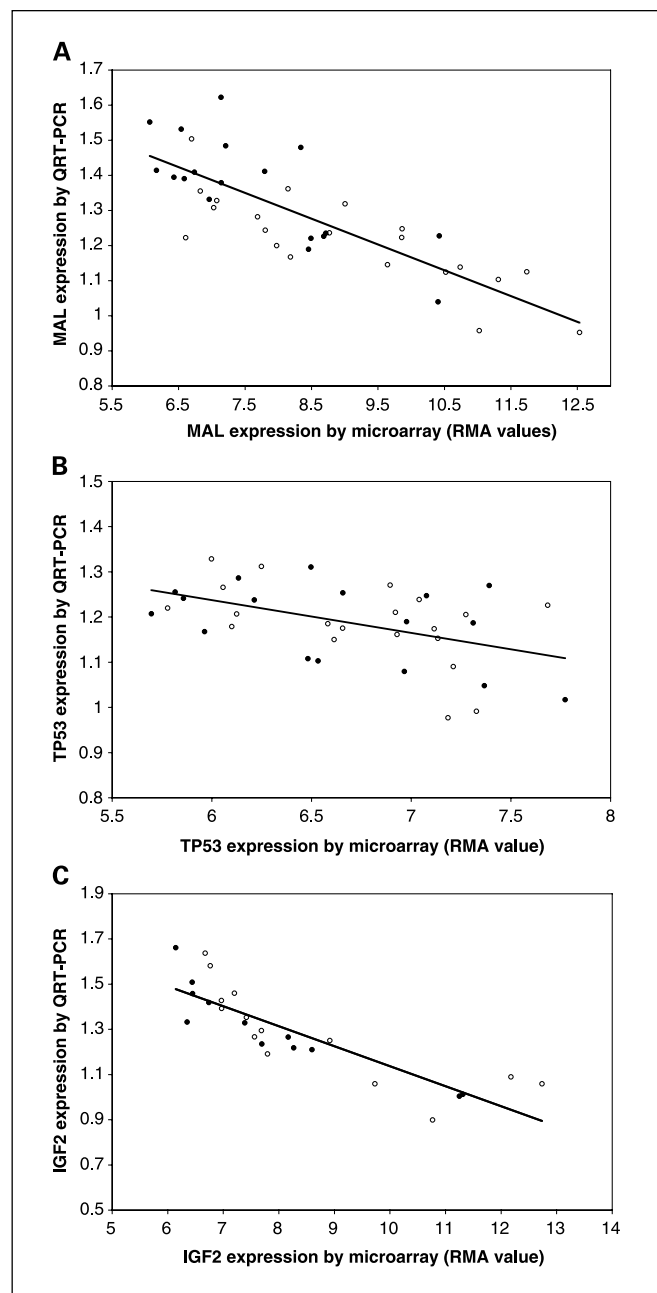 A
MAL expression by QRT-PCR
1.7
1.6
1.5
1.4
1.3
1.2
1.1
1
0.9
0.8
5.5 6.5 7.5 8.5 9.5 10.5 11.5 12.5
MAL expression by microarray (RMA values)
B
TP53 expression by QRT-PCR
1.5
1.4
1.3
1.2
1.1
1
0.9
0.8
5.5 6 6.5 7 7.5 8
TP53 expression by microarray (RMA value)
C
IGF2 expression by QRT-PCR
1.9
1.7
1.5
1.3
1.1
0.9
0.7
0.5
5 6 7 8 9 10 11 12 13 14
IGF2 expression by microarray (RMA value)